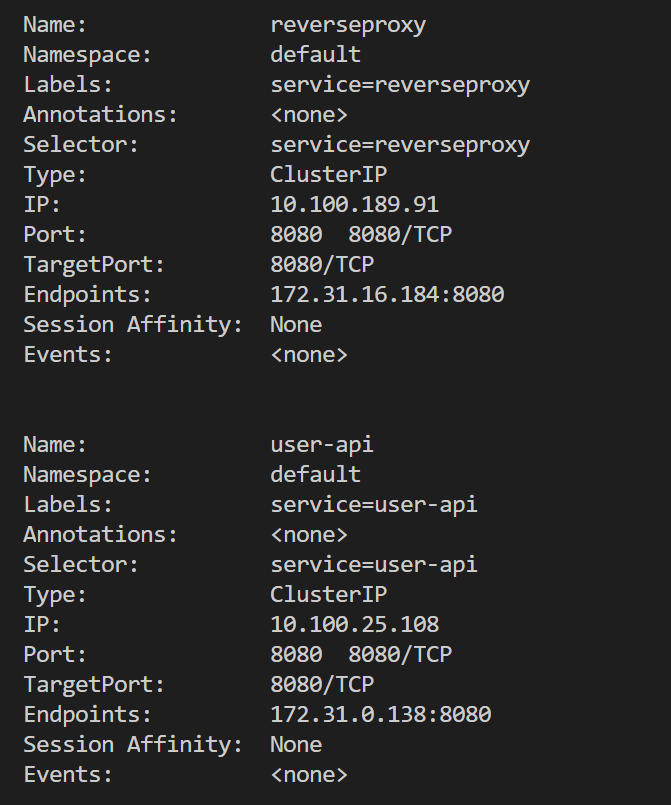 Name:              reverseproxy
Namespace:         default
Labels:            service=reverseproxy
Annotations:       <none>
Selector:          service=reverseproxy
Type:              ClusterIP
IP:                10.100.189.91
Port:              8080  8080/TCP
TargetPort:        8080/TCP
Endpoints:         172.31.16.184:8080
Session Affinity:  None
Events:            <none>
Name:              user-api
Namespace:         default
Labels:            service=user-api
Annotations:       <none>
Selector:          service=user-api
Type:              ClusterIP
IP:                10.100.25.108
Port:              8080  8080/TCP
TargetPort:        8080/TCP
Endpoints:         172.31.0.138:8080
Session Affinity:  None
Events:            <none>